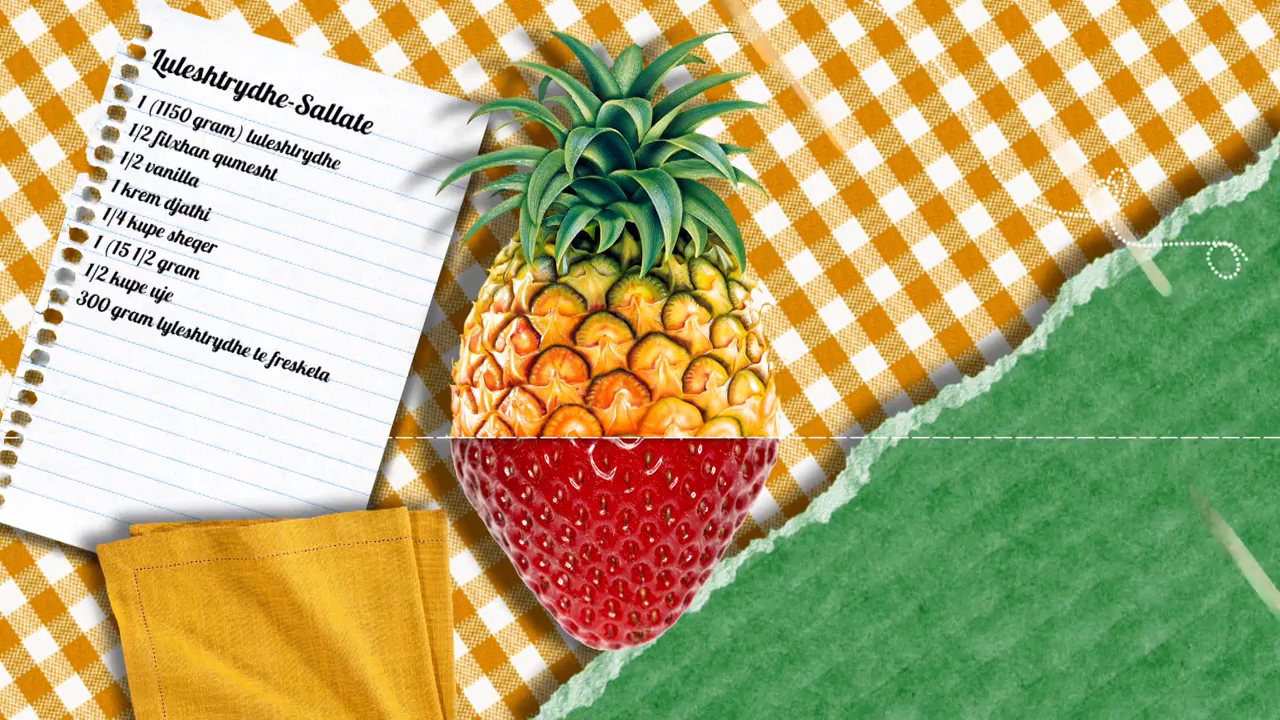 Luleshtrydhe-Sallate
1 (1150 gram) luleshtrydhe
1/2 filxhan qumesht
1/2 vanilla
1 krem djathi
1/4 kupe sheqer
1 (15 1/2 gram
1/2 kupe uje
300 gram lyleshtrydhe te fresketa